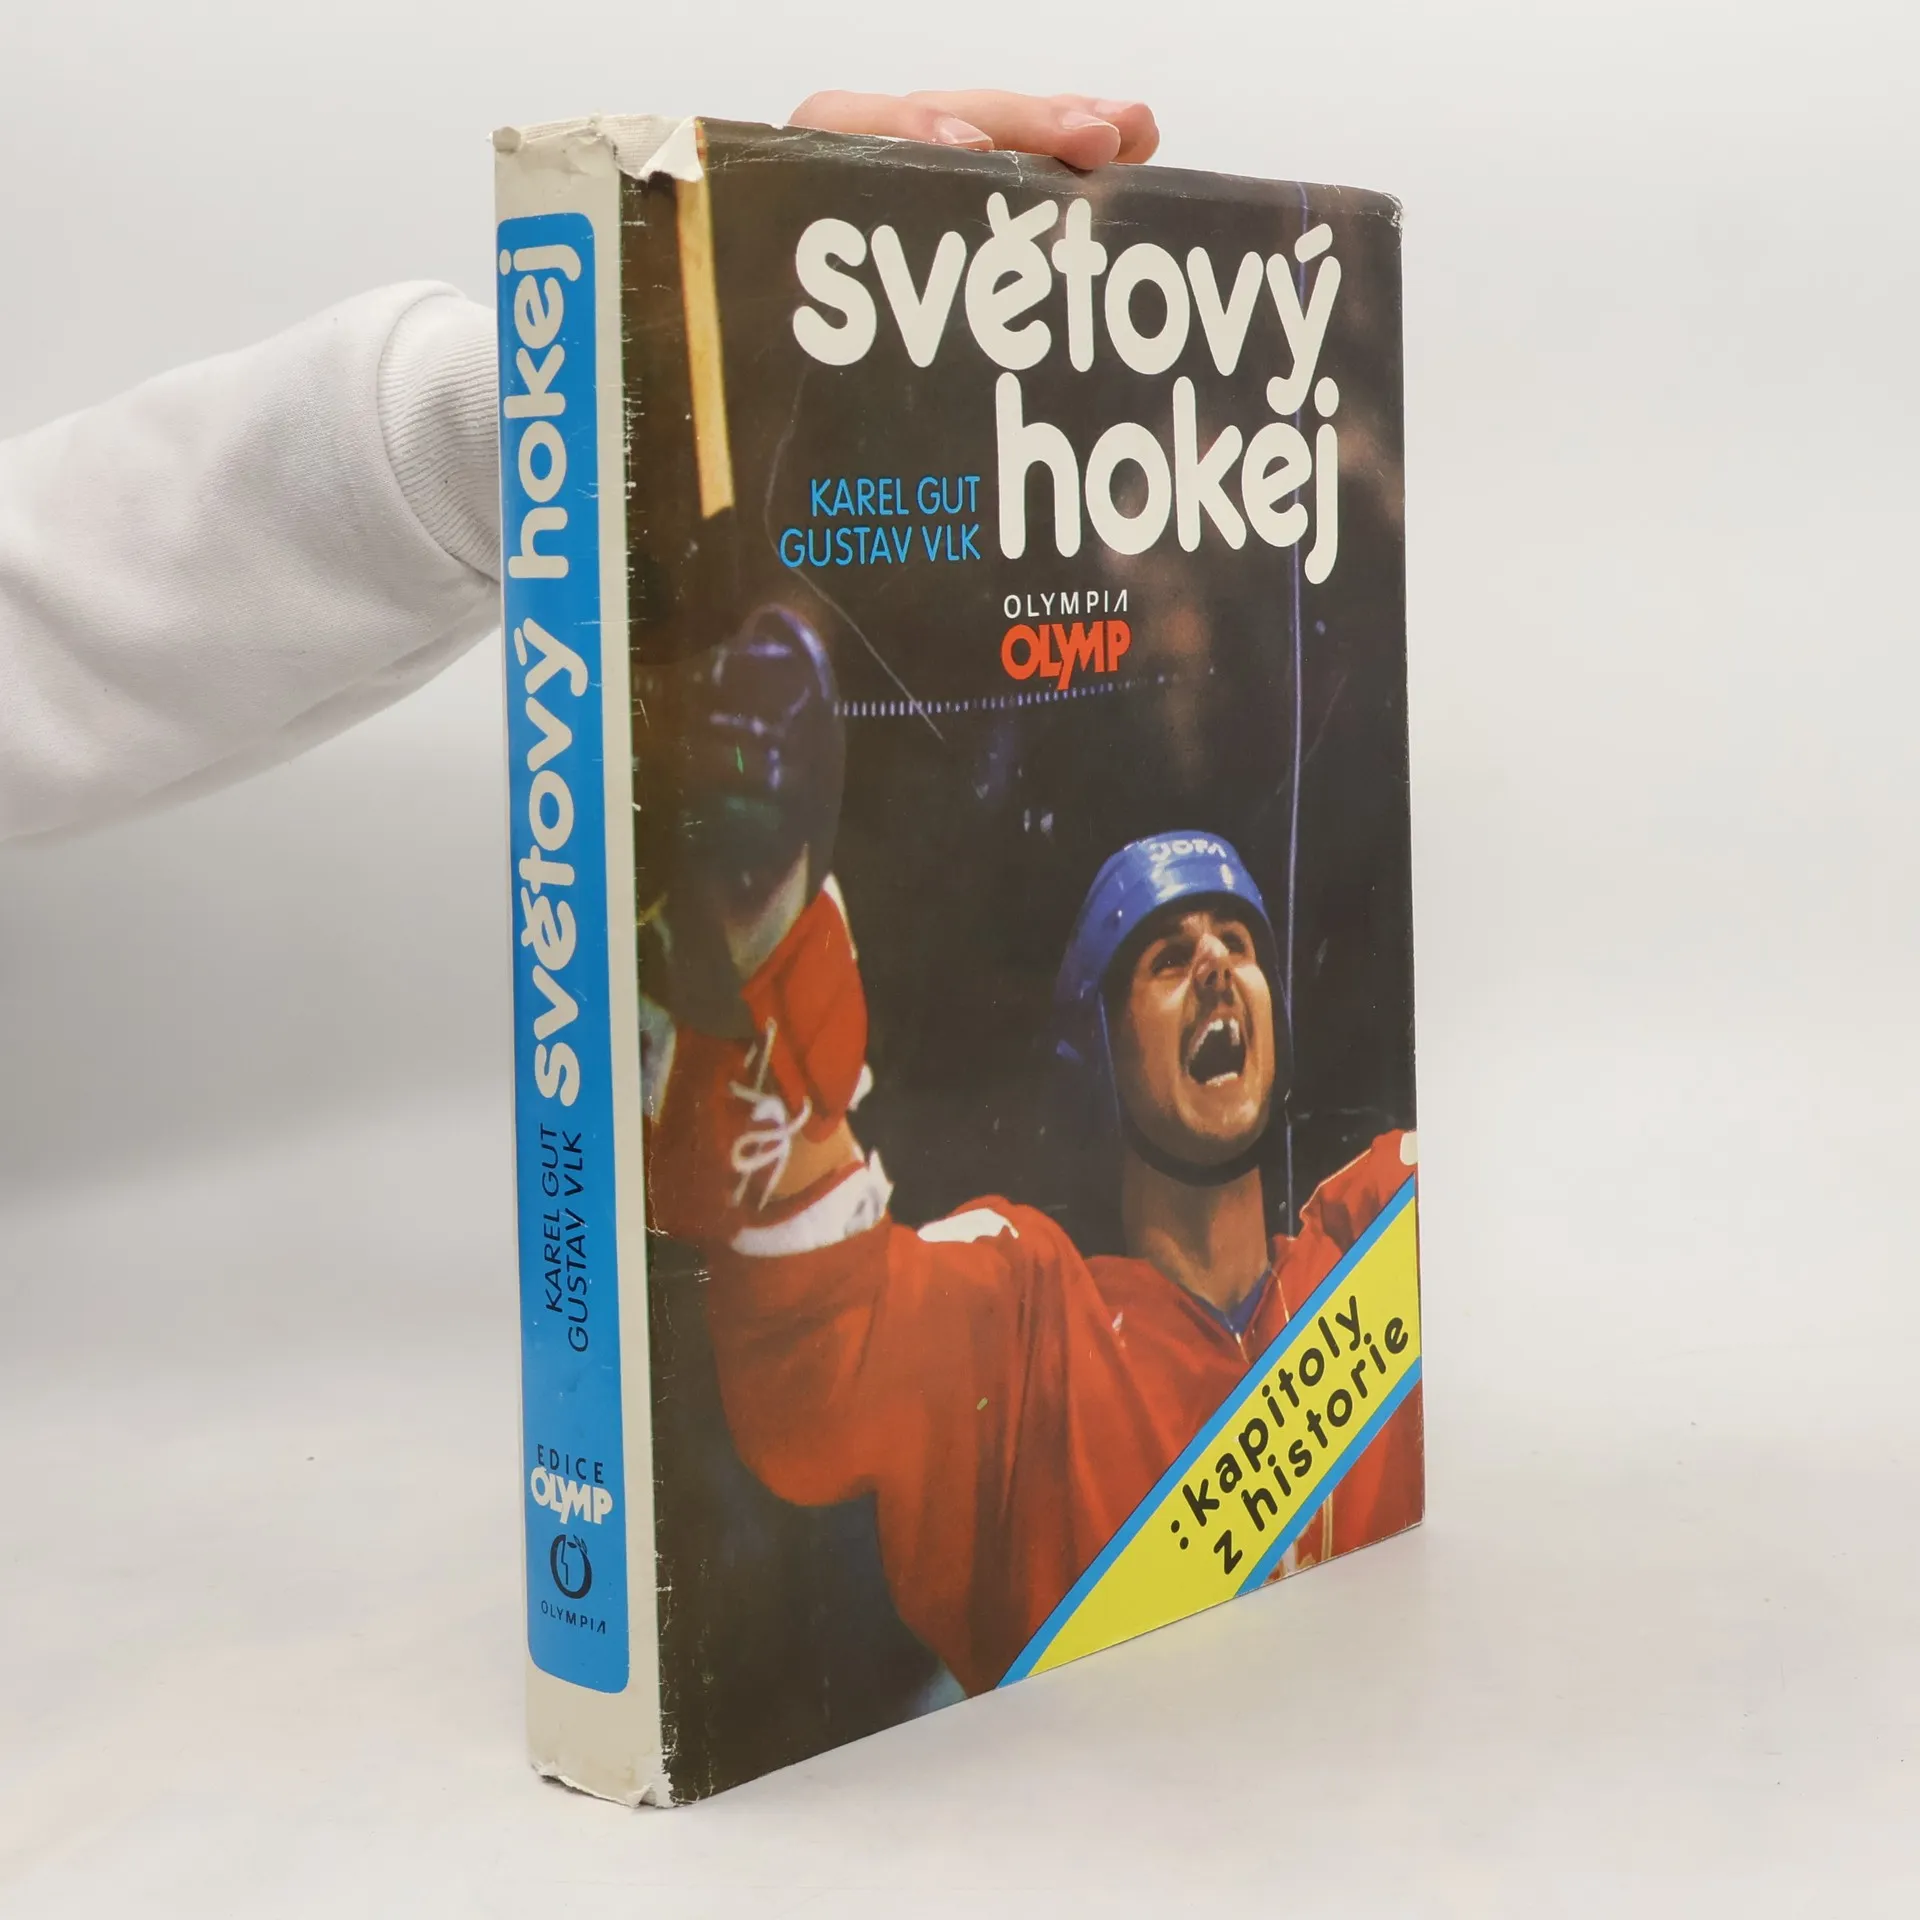 světový
hokej
KAREL GUT
GUSTAV VLK
OLYMPIA
OLYMP
JOFA
:kapitoly
z historie
světový hokej
KAREL GUT
GUSTAV VLK
EDICE
OLYMP
OLYMPIA